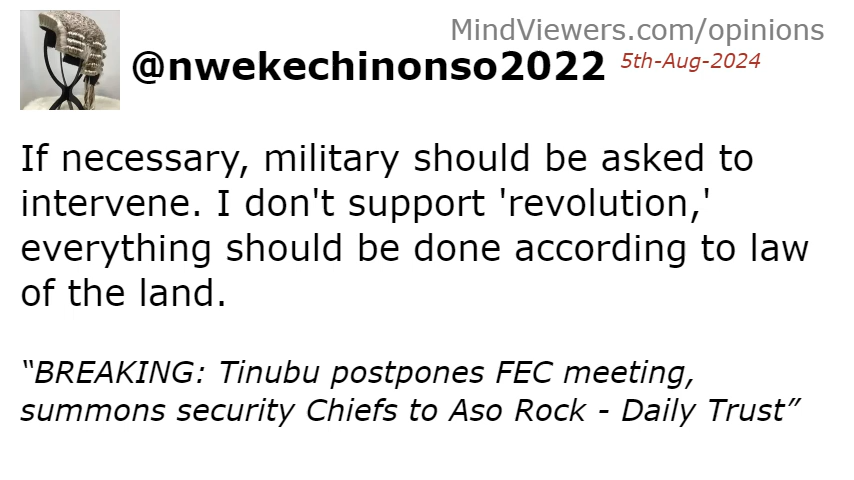 MindViewers.com/opinions
@nwekechinonso2022 5th-Aug-2024
If necessary, military should be asked to
intervene. I don't support 'revolution,'
everything should be done according to law
of the land.
“BREAKING: Tinubu postpones FEC meeting,
summons security Chiefs to Aso Rock - Daily Trust”